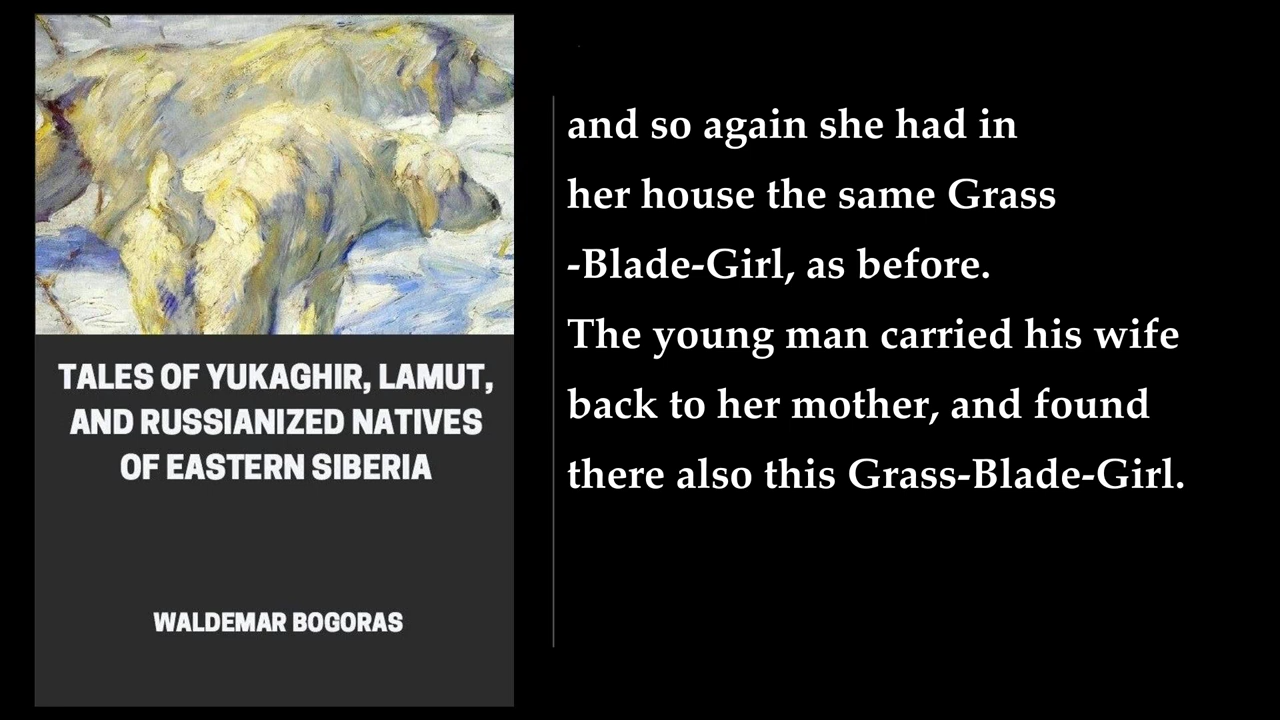 TALES OF YUKAGHIR, LAMUT,
AND RUSSIANIZED NATIVES
OF EASTERN SIBERIA
WALDEMAR BOGORAS
and so again she had in
her house the same Grass
-Blade-Girl, as before.
The young man carried his wife
back to her mother, and found
there also this Grass-Blade-Girl.